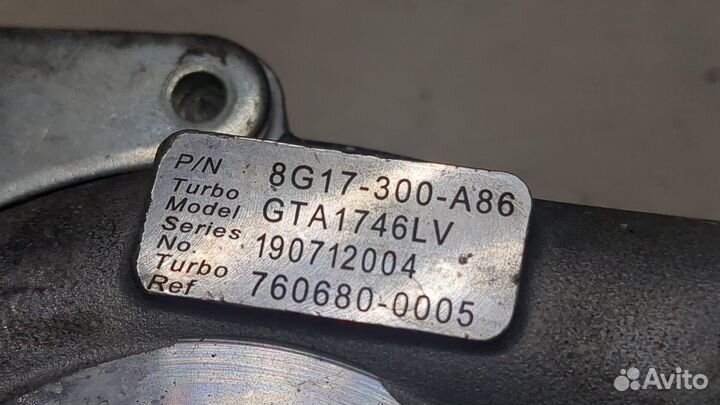 P/N 8G17-300-A86
Turbo Model GTA1746LV
Series No. 190712004
Turbo Ref 760680-0005
Avito